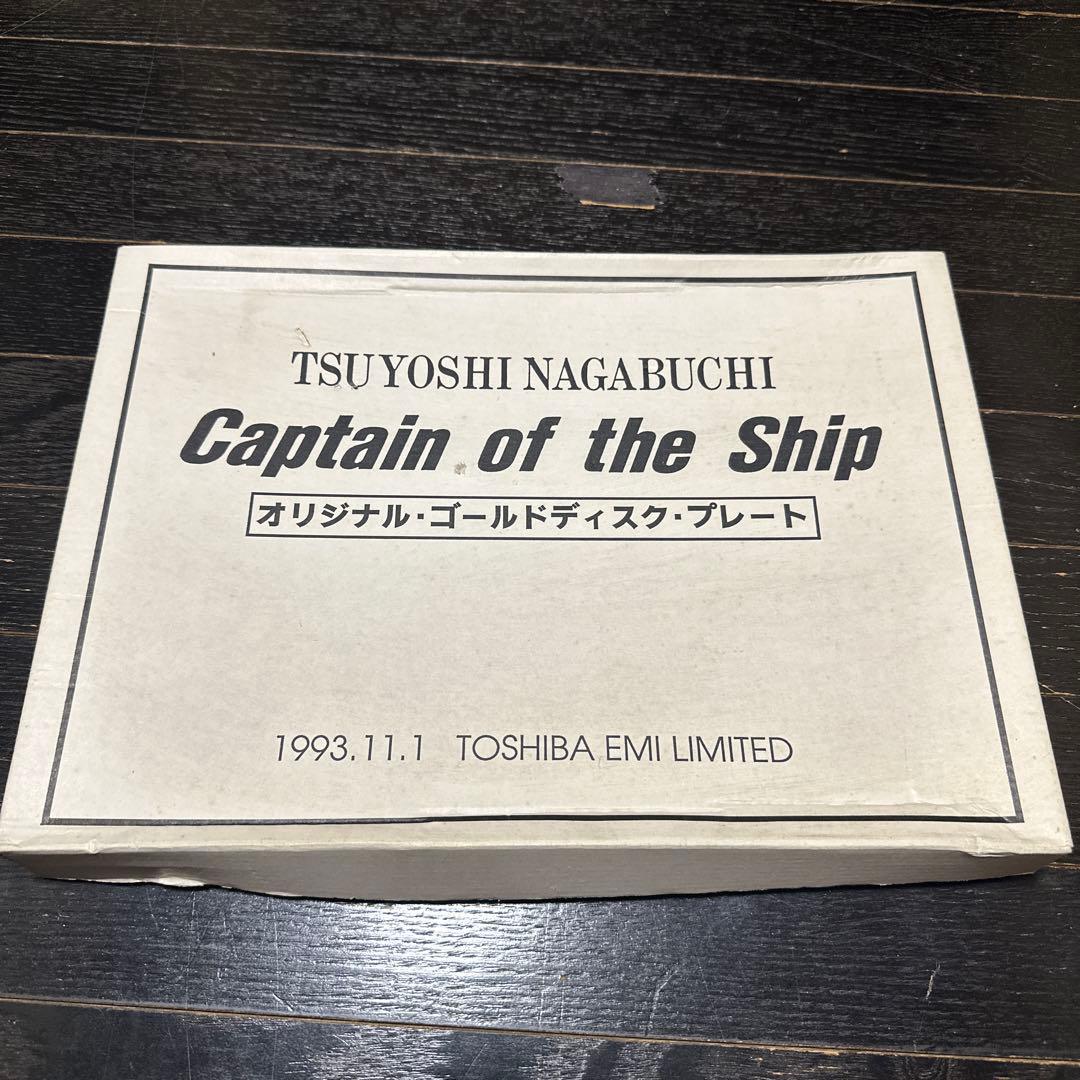 TSUYOSHI NAGABUCHI
Captain of the Ship
オリジナル・ゴールドディスク・プレート
1993.11.1 TOSHIBA EMI LIMITED